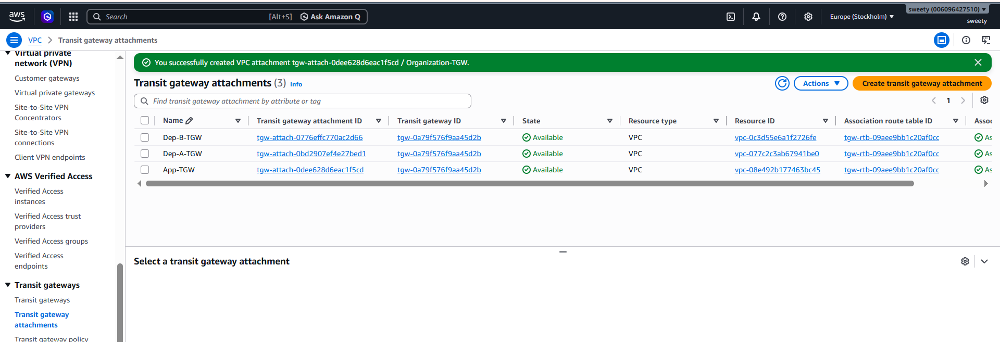 aws
Search [Alt+S] Ask Amazon Q
Europe (Stockholm) ▼
sweety (006096427510) ▼
sweety
VPC > Transit gateway attachments
Virtual private
network (VPN)
Customer gateways
Virtual private gateways
Site-to-Site VPN
Concentrators
Site-to-Site VPN
connections
Client VPN endpoints
AWS Verified Access
Verified Access
instances
Verified Access trust
providers
Verified Access groups
Verified Access
endpoints
Transit gateways
Transit gateways
Transit gateway
attachments
Transit gateway policy
You successfully created VPC attachment tgw-attach-0dee628d6eac1f5cd / Organization-TGW.
Transit gateway attachments (3) Info
Actions ▼ Create transit gateway attachment
Find transit gateway attachment by attribute or tag
1
Name Transit gateway attachment ID Transit gateway ID State Resource type Resource ID Association route table ID Assoc
Dep-B-TGW tgw-attach-0776effc770ac2d66 tgw-0a79f576f9aa45d2b Available VPC vpc-0c3d55e6a1f2726fe tgw-rtb-09aee9bb1c20af0cc As
Dep-A-TGW tgw-attach-0bd2907ef4e27bed1 tgw-0a79f576f9aa45d2b Available VPC vpc-077c2c3ab67941be0 tgw-rtb-09aee9bb1c20af0cc As
App-TGW tgw-attach-0dee628d6eac1f5cd tgw-0a79f576f9aa45d2b Available VPC vpc-08e492b177463bc45 tgw-rtb-09aee9bb1c20af0cc As
Select a transit gateway attachment